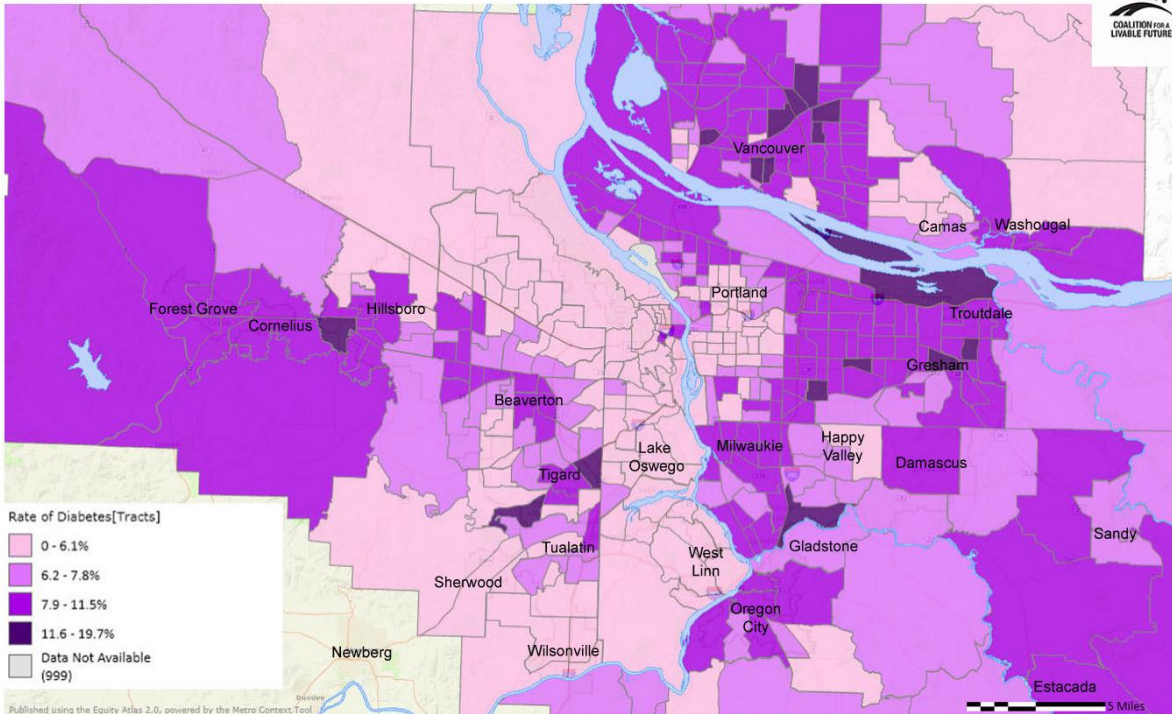 COALITION FOR A
LIVABLE FUTURE
Vancouver
Camas
Washougal
Portland
Troutdale
Forest Grove
Hillsboro
Cornelius
Gresham
Beaverton
Lake
Oswego
Milwaukie
Happy
Valley
Damascus
Tigard
Rate of Diabetes[Tracts]
0 - 6.1%
6.2 - 7.8%
7.9 - 11.5%
11.6 - 19.7%
Data Not Available
(999)
Tualatin
West
Linn
Gladstone
Sandy
Sherwood
Oregon
City
Newberg
Wilsonville
Estacada
Dundee
5 Miles
Published using the Equity Atlas 2.0, powered by the Metro Context Tool